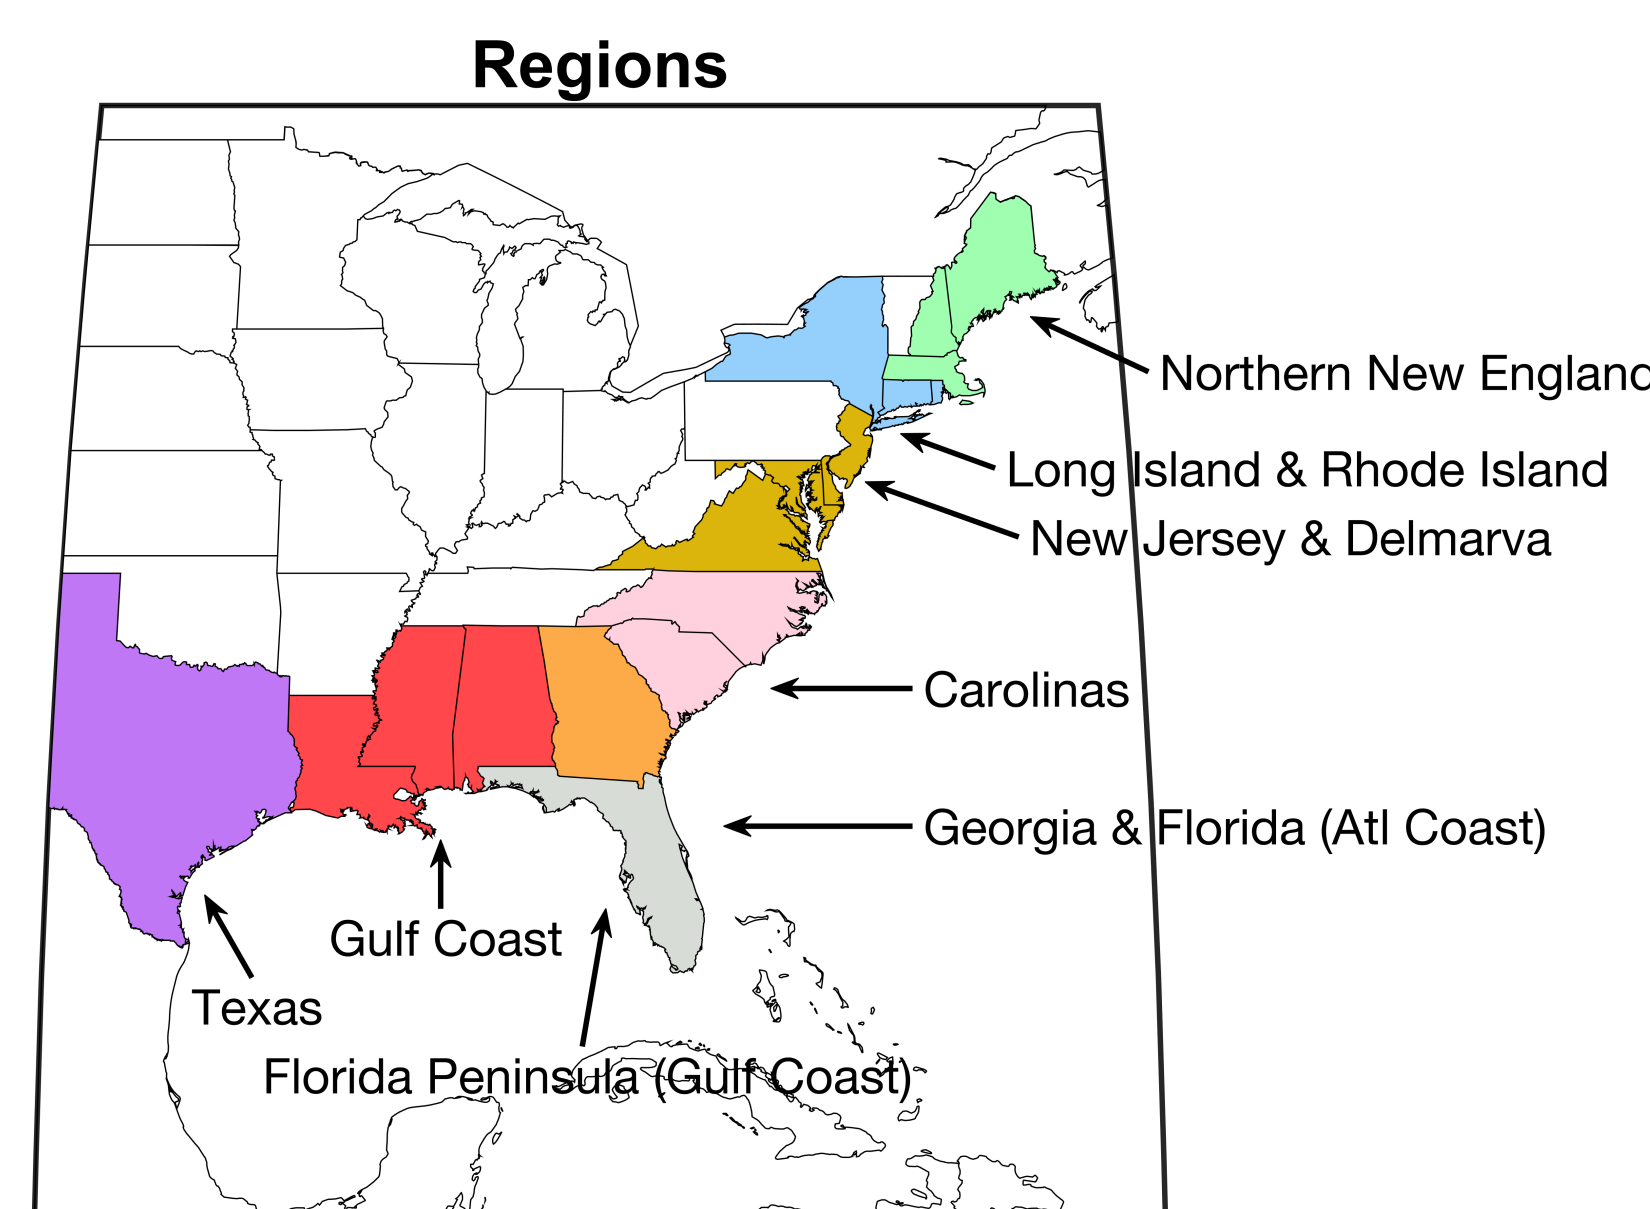 Regions
Northern New England
Long Island & Rhode Island
New Jersey & Delmarva
Carolinas
Georgia & Florida (Atl Coast)
Gulf Coast
Texas
Florida Peninsula (Gulf Coast)